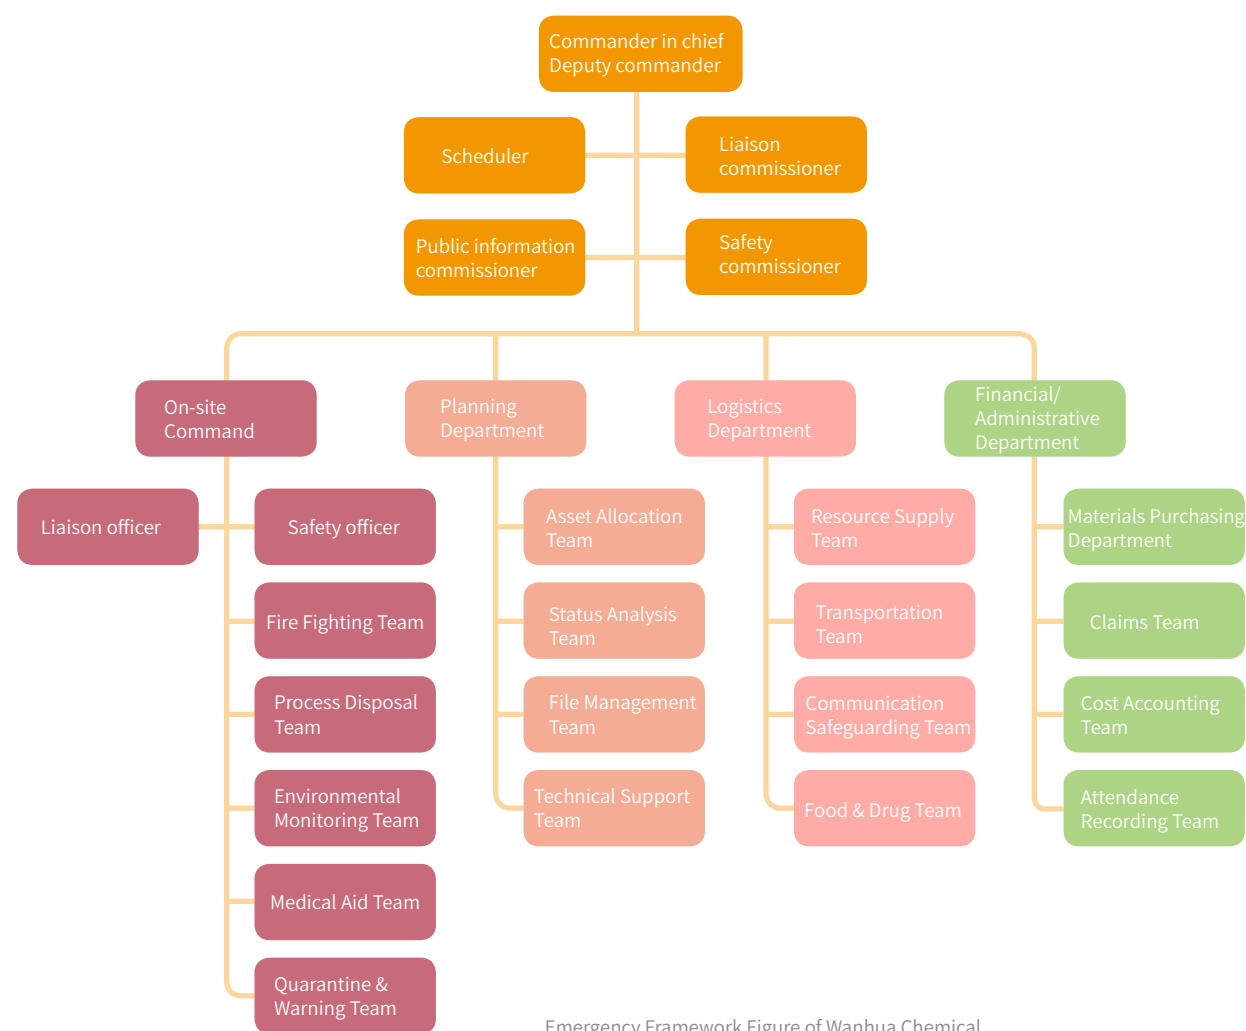 Commander in chief
Deputy commander
Scheduler
Liaison
commissioner
Public information
commissioner
Safety
commissioner
On-site
Command
Planning
Department
Logistics
Department
Financial/
Administrative
Department
Liaison officer
Safety officer
Fire Fighting Team
Process Disposal
Team
Environmental
Monitoring Team
Medical Aid Team
Quarantine &
Warning Team
Asset Allocation
Team
Status Analysis
Team
File Management
Team
Technical Support
Team
Resource Supply
Team
Transportation
Team
Communication
Safeguarding Team
Food & Drug Team
Materials Purchasing
Department
Claims Team
Cost Accounting
Team
Attendance
Recording Team
Emergency Framework Figure of Wanhua Chemical